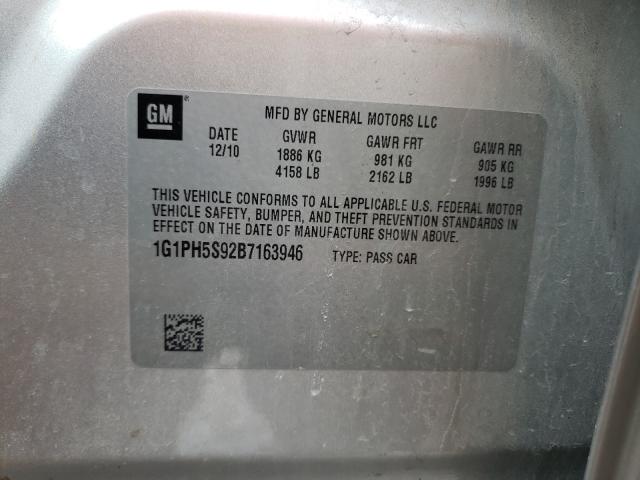 GM ®
MFD BY GENERAL MOTORS LLC
DATE GVWR GAWR FRT GAWR RR
12/10 1886 KG 981 KG 905 KG
4158 LB 2162 LB 1996 LB
THIS VEHICLE CONFORMS TO ALL APPLICABLE U.S. FEDERAL MOTOR
VEHICLE SAFETY, BUMPER, AND THEFT PREVENTION STANDARDS IN
EFFECT ON THE DATE OF MANUFACTURE SHOWN ABOVE.
1G1PH5S92B7163946 TYPE: PASS CAR